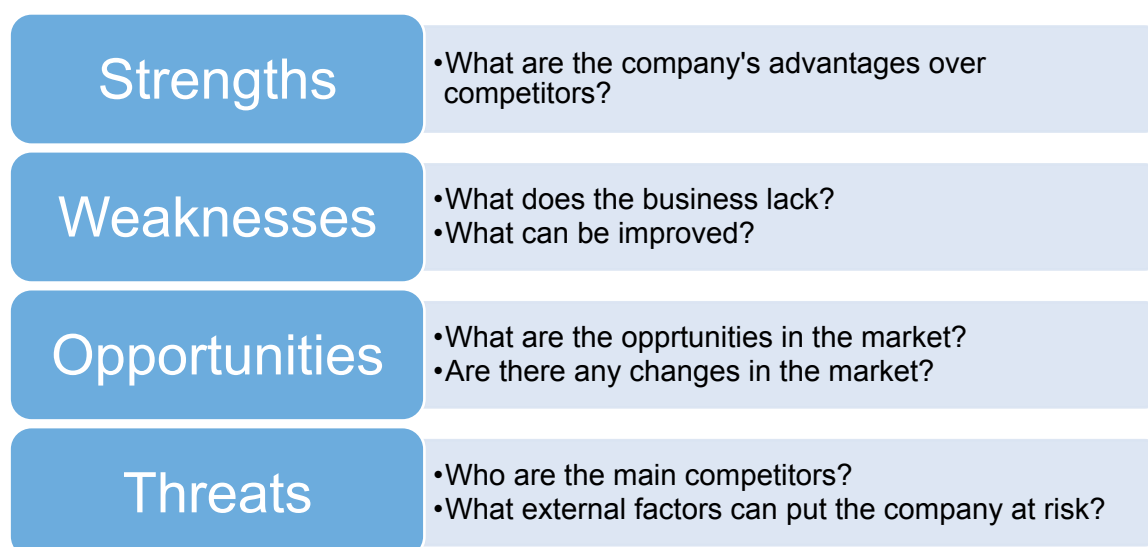 Strengths
•What are the company's advantages over
competitors?
Weaknesses
•What does the business lack?
•What can be improved?
Opportunities
•What are the opprtunities in the market?
•Are there any changes in the market?
Threats
•Who are the main competitors?
•What external factors can put the company at risk?